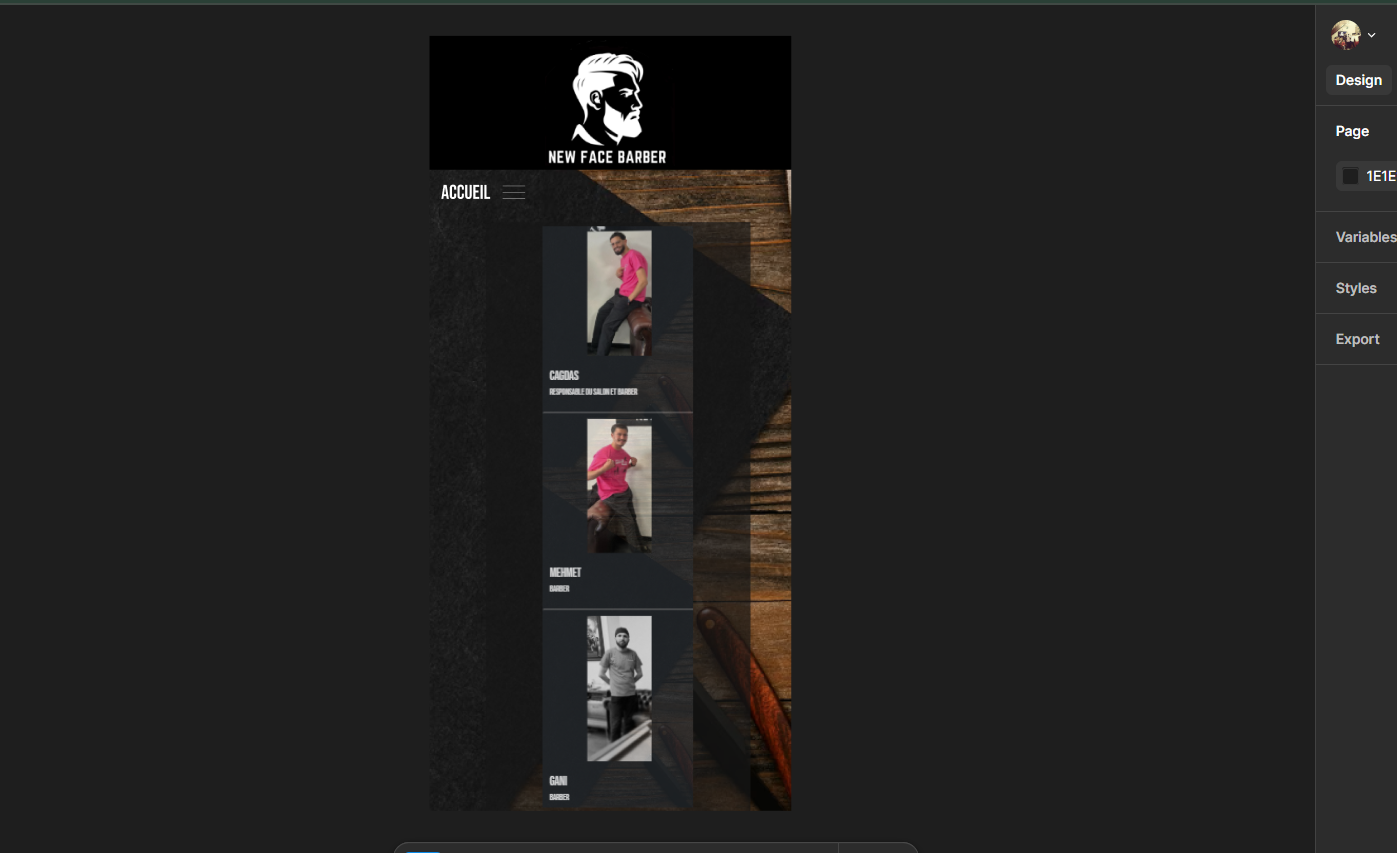 NEW FACE BARBER
Design
Page
ACCUEIL
1E1E
Variables
Styles
Export
CAGDAS
RESPONSABLE DU SALON ET BARBER
MEHMET
BARBER
GANI
BARBER